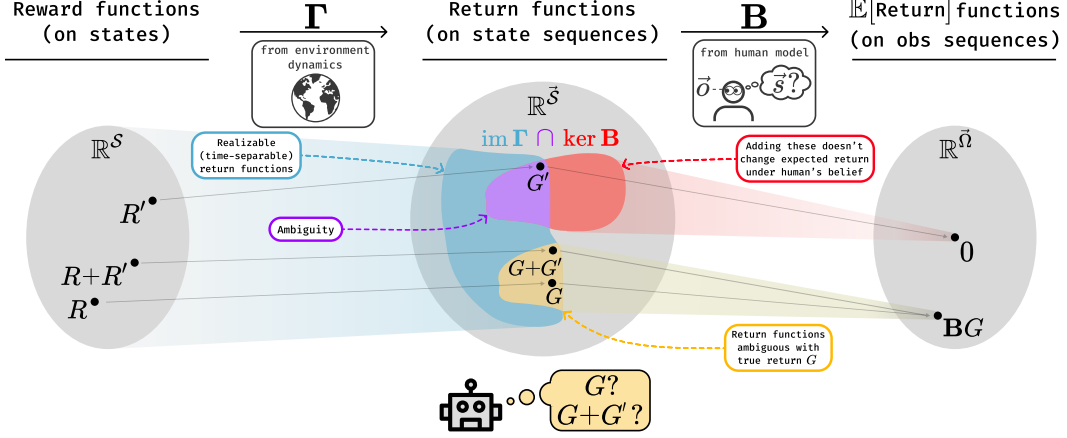 Reward functions
(on states)
Γ
Return functions
(on state sequences)
B
𝔼[Return] functions
(on obs sequences)
from environment
dynamics
from human model
o⃗
s⃗?
ℝ^𝒮
ℝ^𝒮⃗
ℝ^Ω⃗
im Γ ∩ ker B
Realizable
(time-separable)
return functions
Adding these doesn't
change expected return
under human's belief
Ambiguity
R′
G′
R+R′
G+G′
R
G
0
BG
Return functions
ambiguous with
true return G
G?
G+G′?